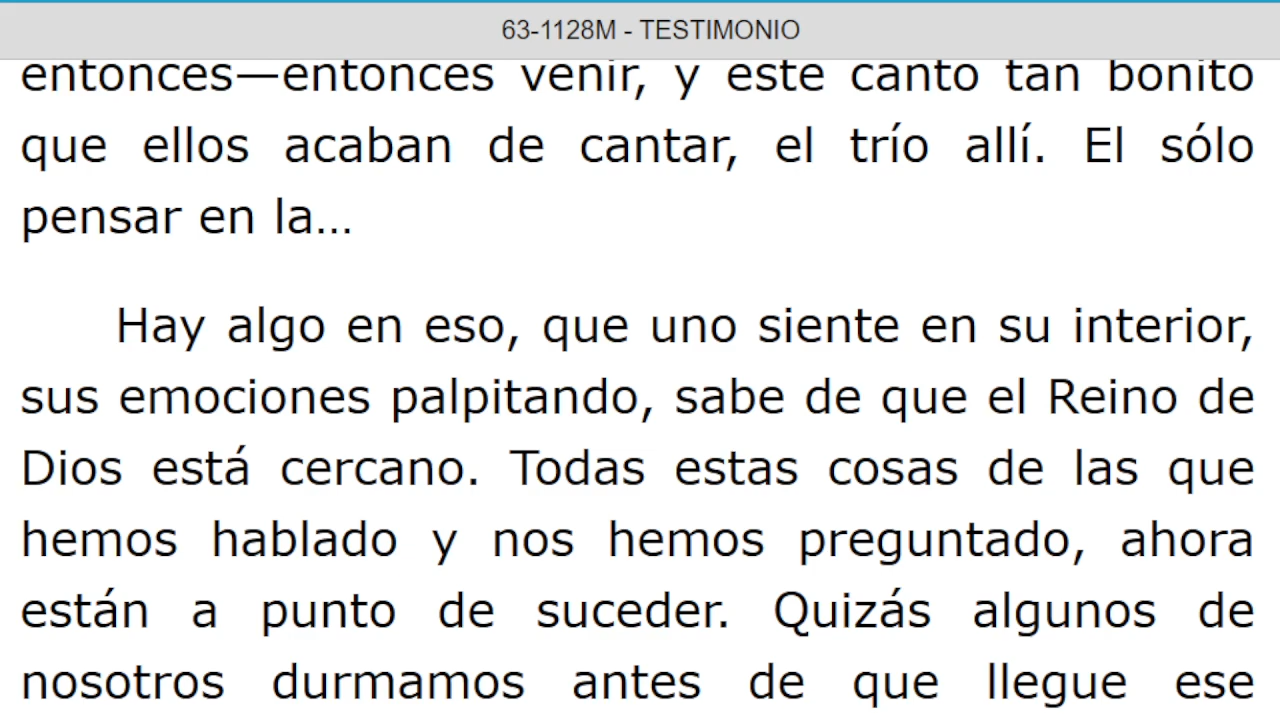 63-1128M - TESTIMONIO
entonces—entonces venir, y este canto tan bonito
que ellos acaban de cantar, el trío allí. El sólo
pensar en la...
Hay algo en eso, que uno siente en su interior,
sus emociones palpitando, sabe de que el Reino de
Dios está cercano. Todas estas cosas de las que
hemos hablado y nos hemos preguntado, ahora
están a punto de suceder. Quizás algunos de
nosotros durmamos antes de que llegue ese